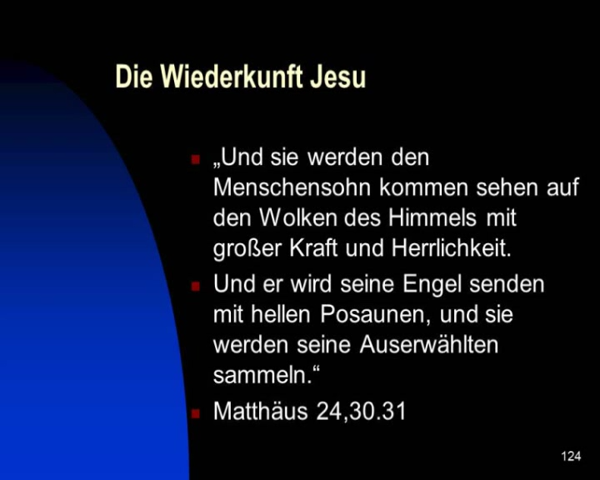 Die Wiederkunft Jesu
„Und sie werden den
Menschensohn kommen sehen auf
den Wolken des Himmels mit
großer Kraft und Herrlichkeit.
Und er wird seine Engel senden
mit hellen Posaunen, und sie
werden seine Auserwählten
sammeln.“
Matthäus 24,30.31
124